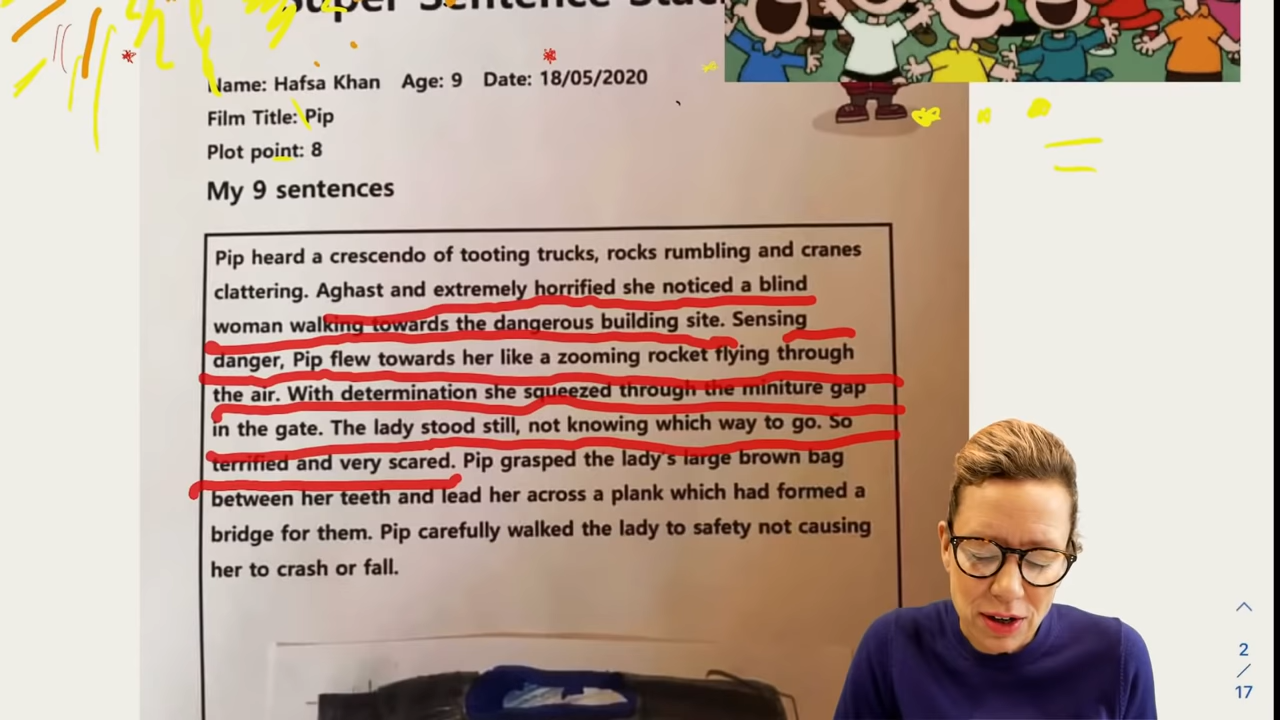 Super Sentence
Name: Hafsa Khan Age: 9 Date: 18/05/2020
Film Title: Pip
Plot point: 8
My 9 sentences
Pip heard a crescendo of tooting trucks, rocks rumbling and cranes
clattering. Aghast and extremely horrified she noticed a blind
woman walking towards the dangerous building site. Sensing
danger, Pip flew towards her like a zooming rocket flying through
the air. With determination she squeezed through the miniture gap
in the gate. The lady stood still, not knowing which way to go. So
terrified and very scared. Pip grasped the lady's large brown bag
between her teeth and lead her across a plank which had formed a
bridge for them. Pip carefully walked the lady to safety not causing
her to crash or fall.
2
/
17